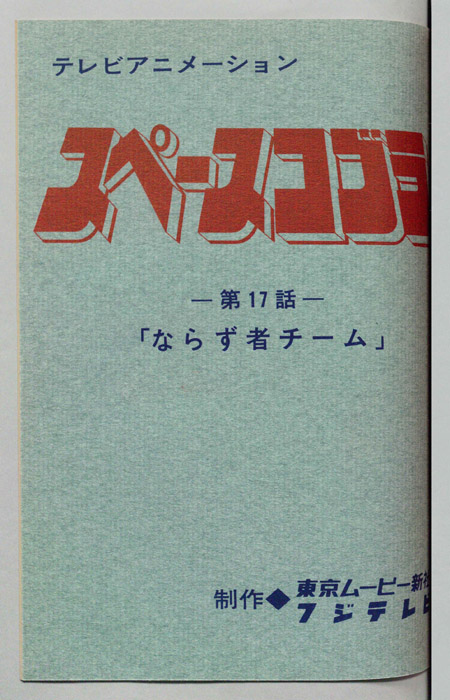 テレビアニメーション
スペースコブラ
―第17話―
「ならず者チーム」
制作◆東京ムービー新社
フジテレビ